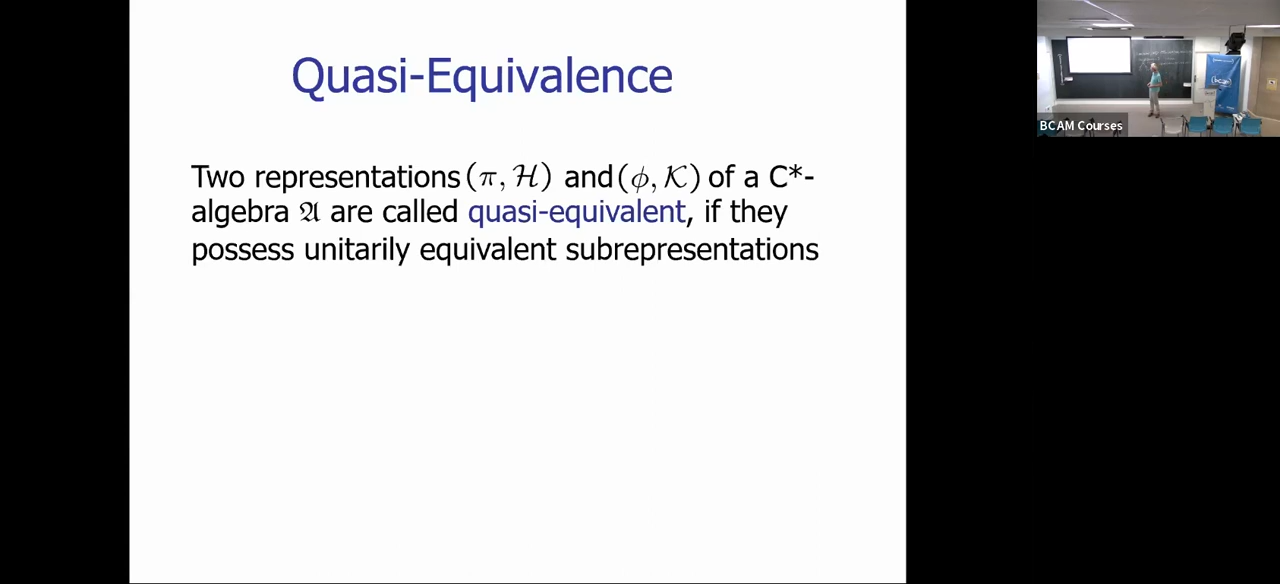 Quasi-Equivalence
Two representations (π, ℋ) and (ϕ, 𝒦) of a C*-
algebra 𝔄 are called quasi-equivalent, if they
possess unitarily equivalent subrepresentations
BCAM Courses